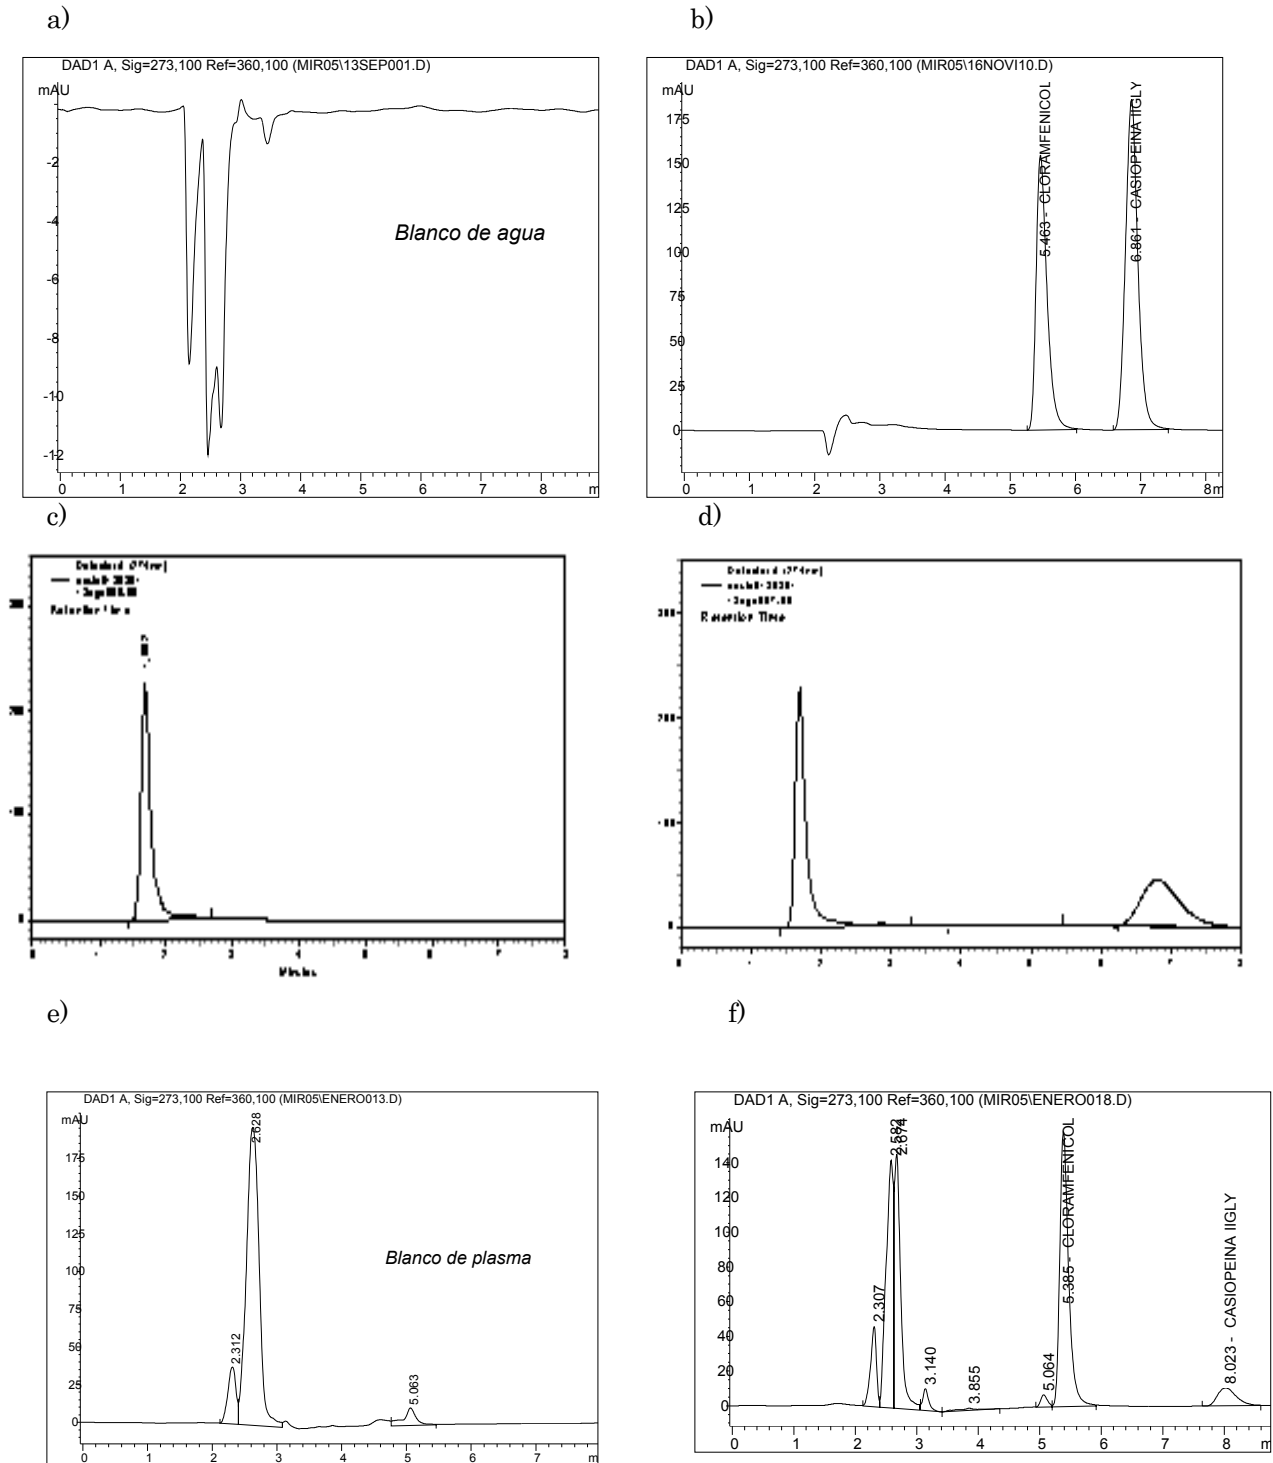 a)
b)
DAD1 A, Sig=273,100 Ref=360,100 (MIR05\13SEP001.D)
mAU
-2
-4
-6
-8
-10
-12
Blanco de agua
0 1 2 3 4 5 6 7 8 m
DAD1 A, Sig=273,100 Ref=360,100 (MIR05\16NOVI10.D)
mAU
175
150
125
100
75
50
25
0
5.463 - CLORAMFENICOL
6.861 - CASIOPEINA IIGLY
0 1 2 3 4 5 6 7 8 m
c)
d)
Retention Time
Minutes
Retention Time
200
e)
f)
DAD1 A, Sig=273,100 Ref=360,100 (MIR05\ENERO013.D)
mAU
175
150
125
100
75
50
25
0
2.312
2.628
5.063
Blanco de plasma
0 1 2 3 4 5 6 7 m
DAD1 A, Sig=273,100 Ref=360,100 (MIR05\ENERO018.D)
mAU
140
120
100
80
60
40
20
0
2.307
2.582
2.674
3.140
3.855
5.064
5.385 - CLORAMFENICOL
8.023 - CASIOPEINA IIGLY
0 1 2 3 4 5 6 7 8 m